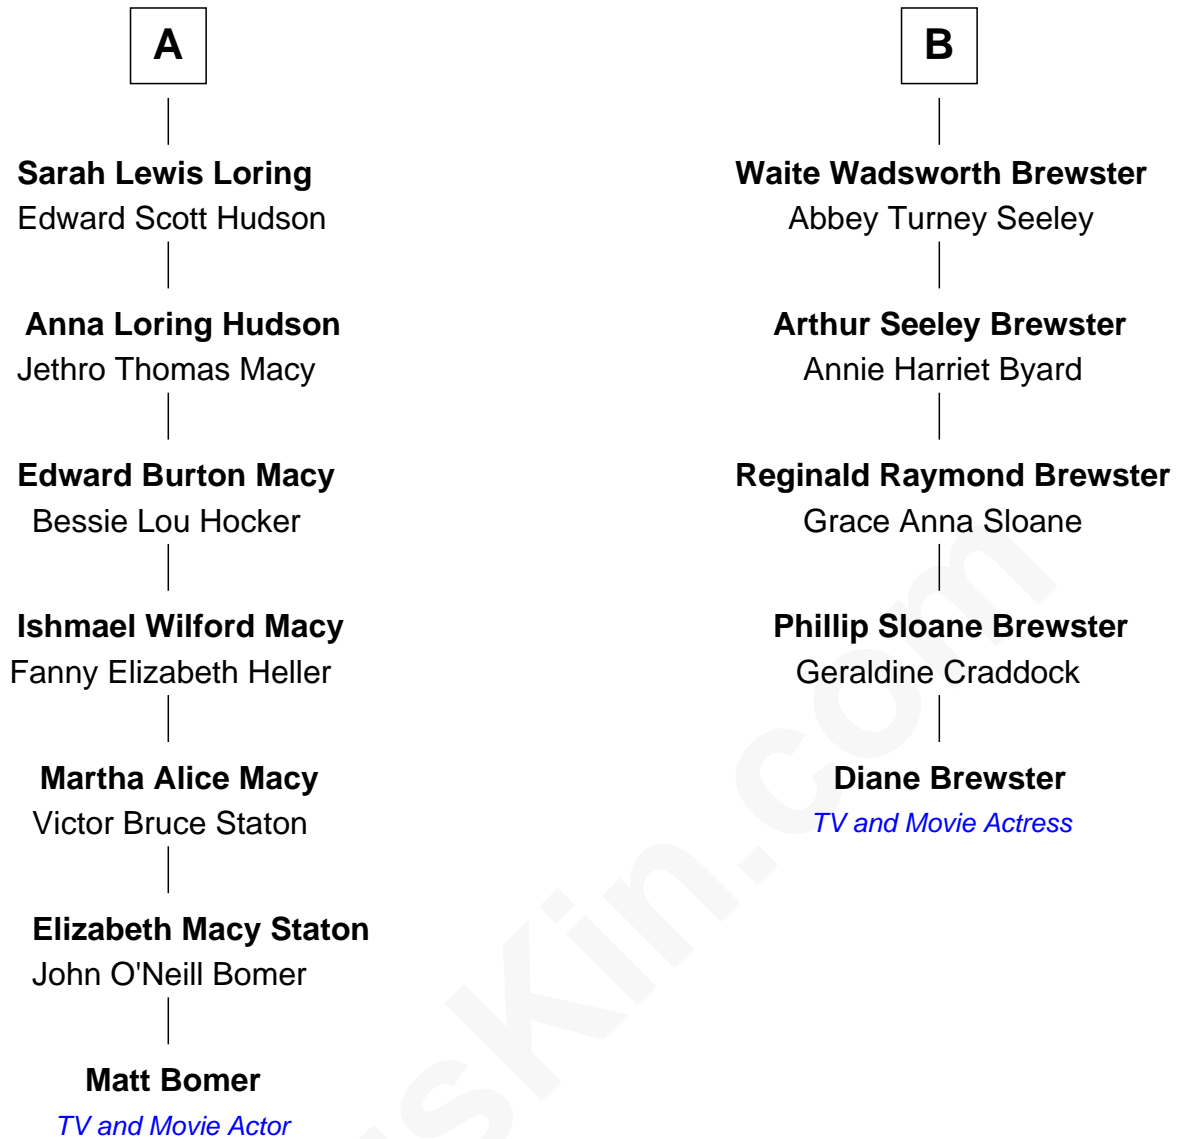 A
Sarah Lewis Loring
Edward Scott Hudson
Anna Loring Hudson
Jethro Thomas Macy
Edward Burton Macy
Bessie Lou Hocker
Ishmael Wilford Macy
Fanny Elizabeth Heller
Martha Alice Macy
Victor Bruce Staton
Elizabeth Macy Staton
John O'Neill Bomer
Matt Bomer
TV and Movie Actor
B
Waite Wadsworth Brewster
Abbey Turney Seeley
Arthur Seeley Brewster
Annie Harriet Byard
Reginald Raymond Brewster
Grace Anna Sloane
Phillip Sloane Brewster
Geraldine Craddock
Diane Brewster
TV and Movie Actress
sKin.com